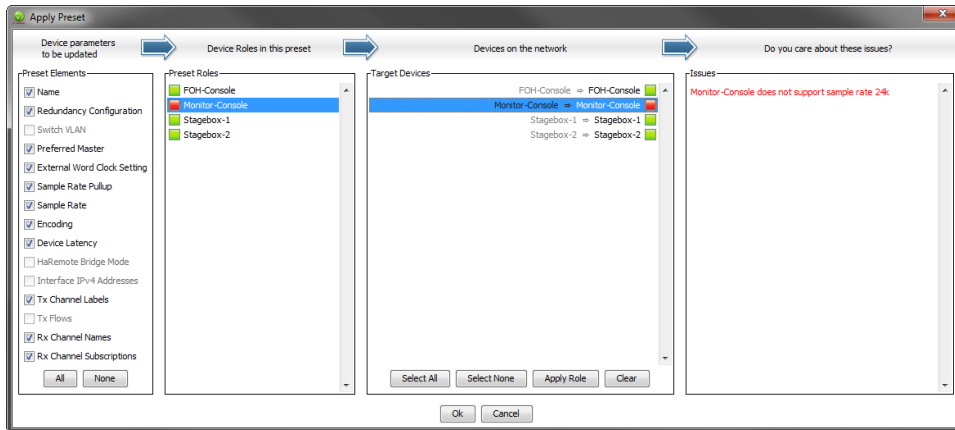 Apply Preset
Device parameters
to be updated
Device Roles in this preset
Devices on the network
Do you care about these issues?
Preset Elements
Name
Redundancy Configuration
Switch VLAN
Preferred Master
External Word Clock Setting
Sample Rate Pullup
Sample Rate
Encoding
Device Latency
HaRemote Bridge Mode
Interface IPv4 Addresses
Tx Channel Labels
Tx Flows
Rx Channel Names
Rx Channel Subscriptions
All None
Preset Roles
FOH-Console
Monitor-Console
Stagebox-1
Stagebox-2
Target Devices
FOH-Console ⇒ FOH-Console
Monitor-Console ⇒ Monitor-Console
Stagebox-1 ⇒ Stagebox-1
Stagebox-2 ⇒ Stagebox-2
Select All Select None Apply Role Clear
Issues
Monitor-Console does not support sample rate 24k
Ok Cancel